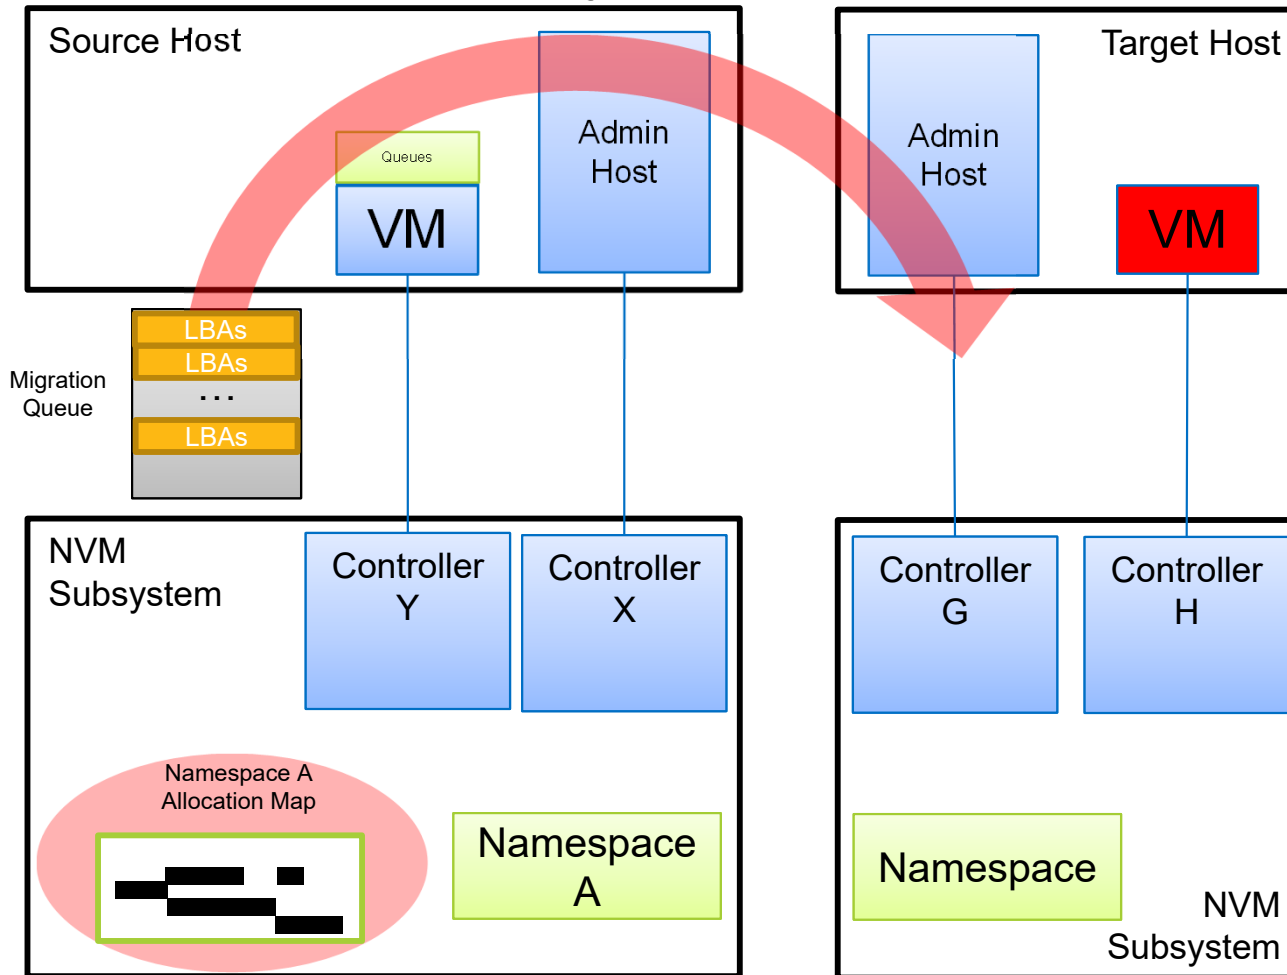 Source Host
Target Host
Admin
Host
Admin
Host
Queues
VM
VM
LBAs
LBAs
...
LBAs
Migration
Queue
NVM
Subsystem
Controller
Y
Controller
X
Controller
G
Controller
H
Namespace A
Allocation Map
Namespace
A
Namespace
NVM
Subsystem